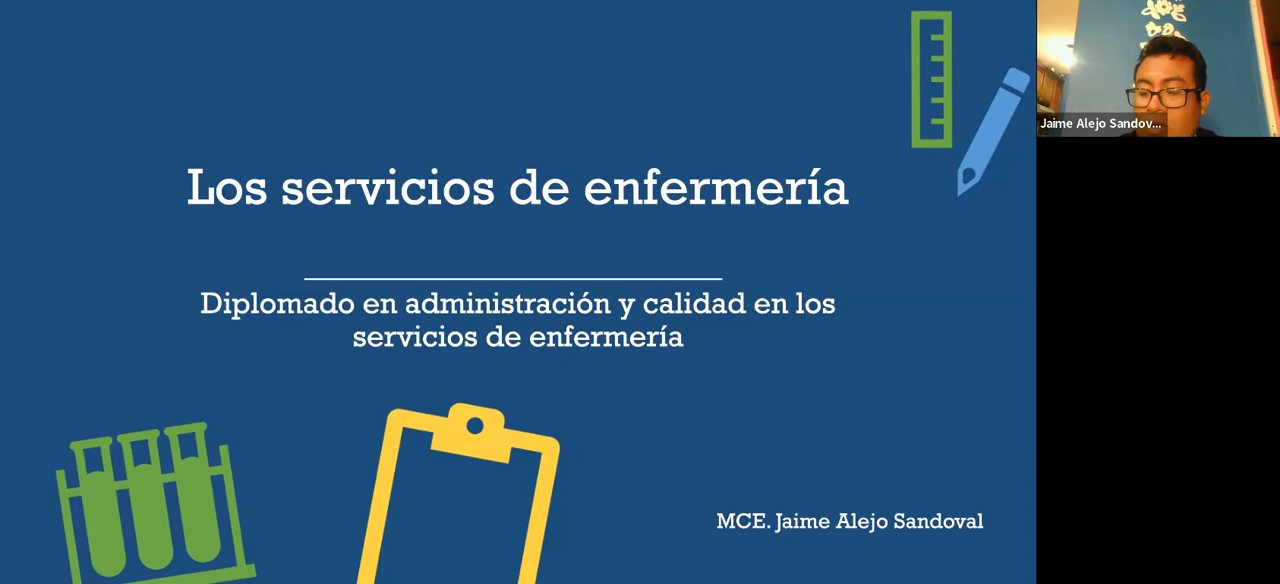 Los servicios de enfermería
Diplomado en administración y calidad en los
servicios de enfermería
MCE. Jaime Alejo Sandoval
Jaime Alejo Sandov...